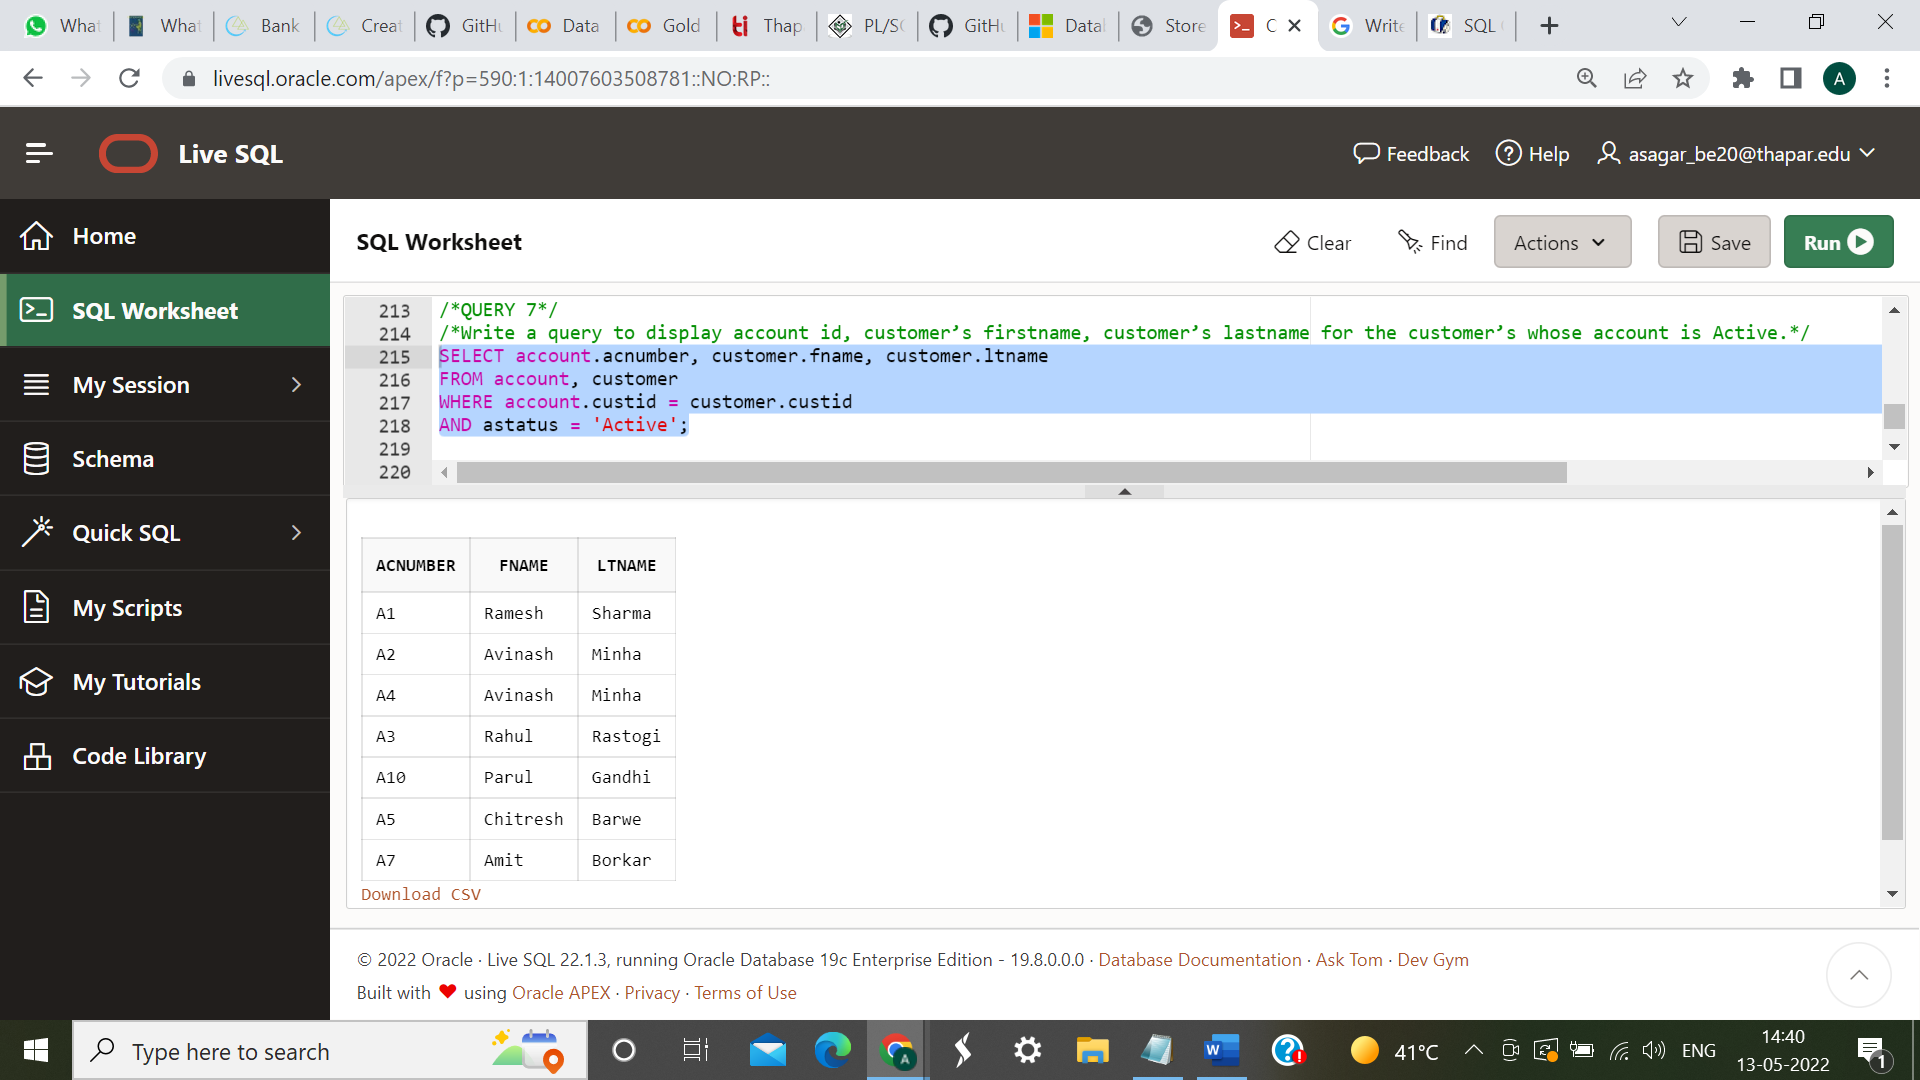 What
What
Bank
Creat
GitHu
Data
Gold
ti
Thap
PL/SC
GitHu
Datal
Store
C
Write
SQL
livesql.oracle.com/apex/f?p=590:1:14007603508781::NO:RP::
A
Live SQL
Feedback
Help
asagar_be20@thapar.edu
Home
SQL Worksheet
My Session
Schema
Quick SQL
My Scripts
My Tutorials
Code Library
SQL Worksheet
Clear
Find
Actions
Save
Run
213 /*QUERY 7*/
214 /*Write a query to display account id, customer’s firstname, customer’s lastname for the customer’s whose account is Active.*/
215 SELECT account.acnumber, customer.fname, customer.ltname
216 FROM account, customer
217 WHERE account.custid = customer.custid
218 AND astatus = 'Active';
219
220
ACNUMBER FNAME LTNAME
A1 Ramesh Sharma
A2 Avinash Minha
A4 Avinash Minha
A3 Rahul Rastogi
A10 Parul Gandhi
A5 Chitresh Barwe
A7 Amit Borkar
Download CSV
© 2022 Oracle · Live SQL 22.1.3, running Oracle Database 19c Enterprise Edition - 19.8.0.0.0 · Database Documentation · Ask Tom · Dev Gym
Built with ❤ using Oracle APEX · Privacy · Terms of Use
Type here to search
A
W
41°C
ENG
14:40
13-05-2022
1